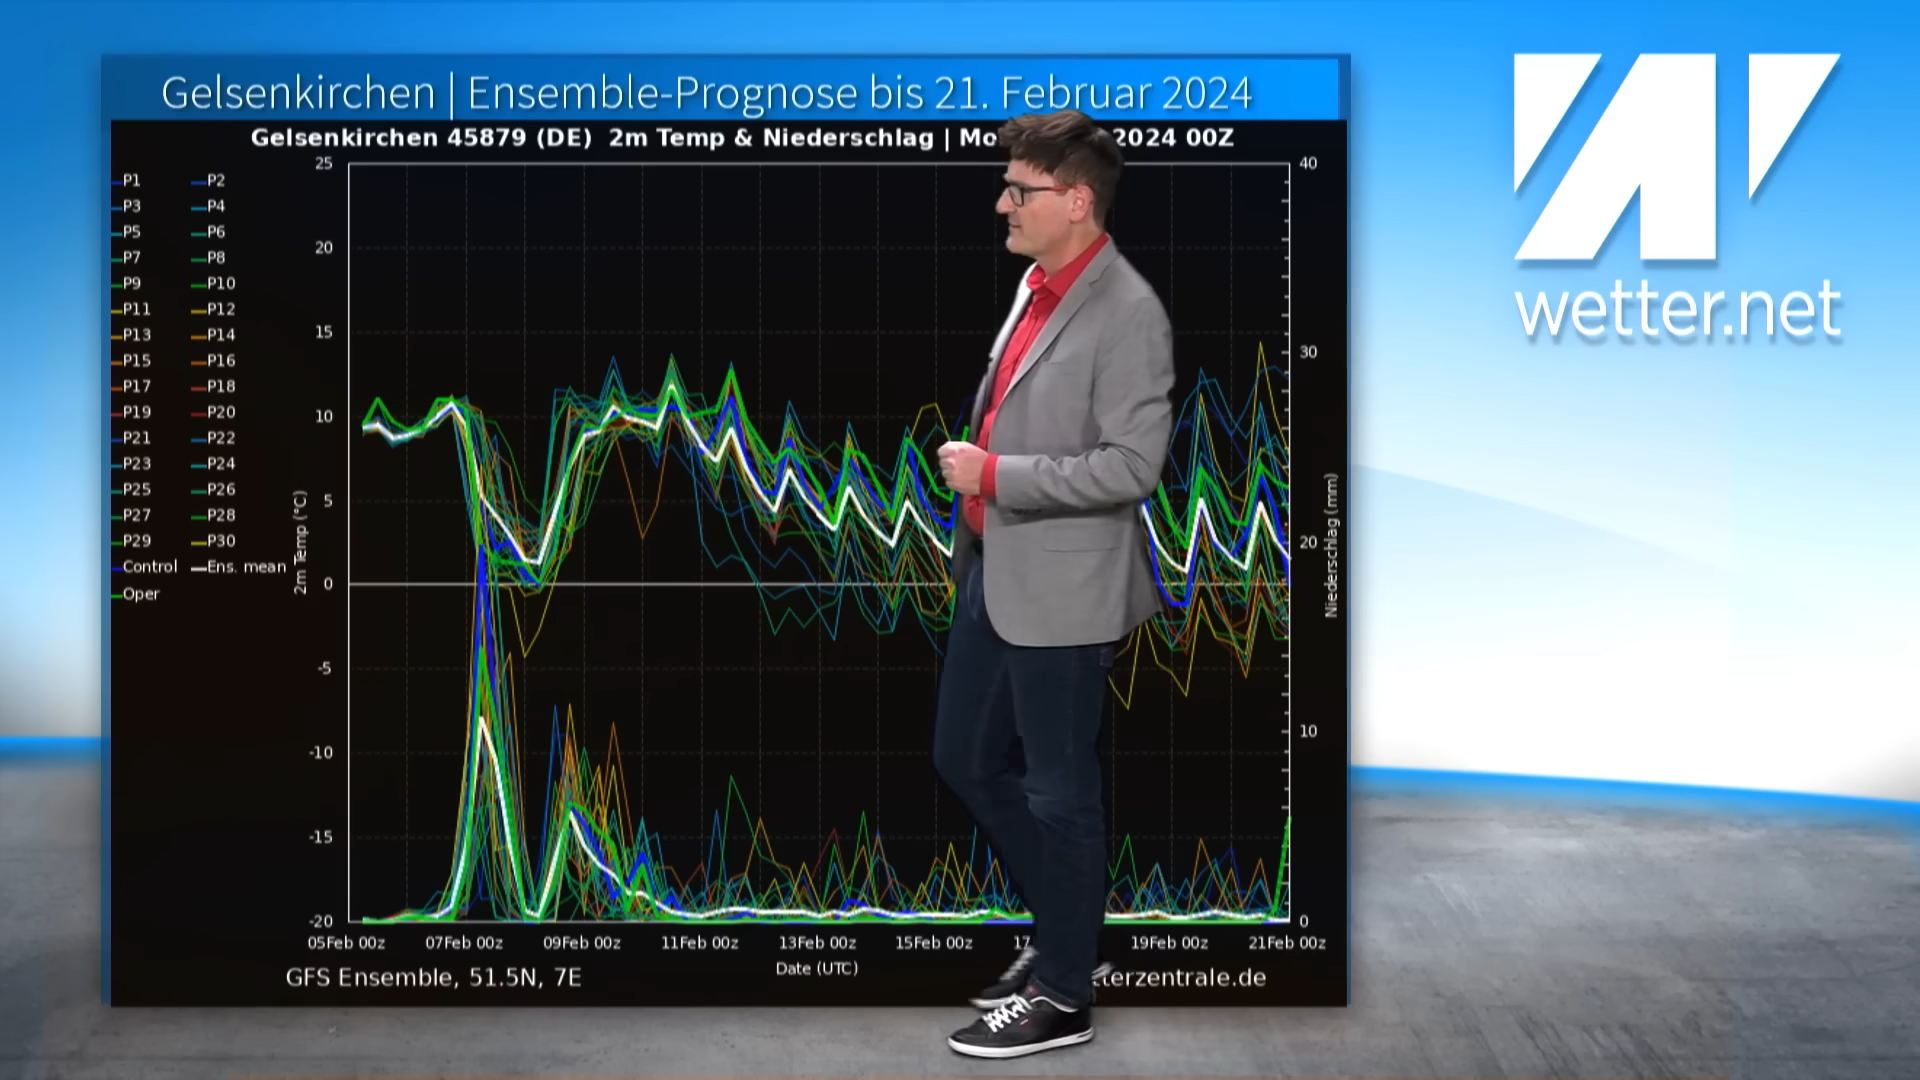 Gelsenkirchen | Ensemble-Prognose bis 21. Februar 2024
Gelsenkirchen 45879 (DE) 2m Temp & Niederschlag | Mo 2024 00Z
wetter.net
P1 P2
P3 P4
P5 P6
P7 P8
P9 P10
P11 P12
P13 P14
P15 P16
P17 P18
P19 P20
P21 P22
P23 P24
P25 P26
P27 P28
P29 P30
Control Ens. mean
Oper
2m Temp (°C)
25
20
15
10
5
0
-5
-10
-15
-20
40
30
20
10
0
Niederschlag (mm)
05Feb 00z 07Feb 00z 09Feb 00z 11Feb 00z 13Feb 00z 15Feb 00z 17 19Feb 00z 21Feb 00z
Date (UTC)
GFS Ensemble, 51.5N, 7E
terzentrale.de